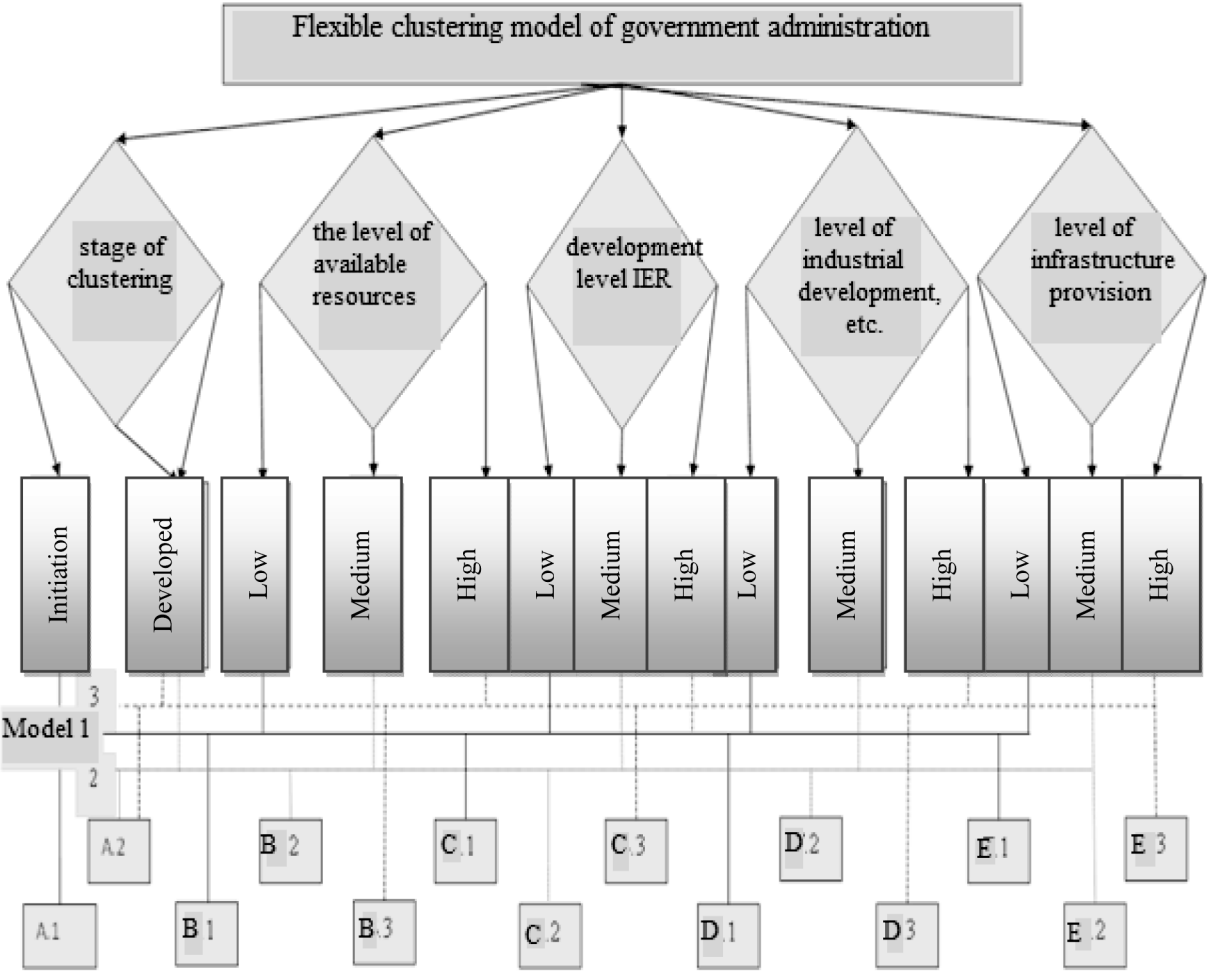 Flexible clustering model of government administration
stage of
clustering
the level of
available
resources
development
level IER
level of
industrial
development,
etc.
level of
infrastructure
provision
Initiation
Developed
Low
Medium
High
Low
Medium
High
Low
Medium
High
Low
Medium
High
3
Model 1
2
A.2
B 2
C.1
C.3
D.2
E.1
E 3
A.1
B 1
B.3
C.2
D.1
D 3
E.2